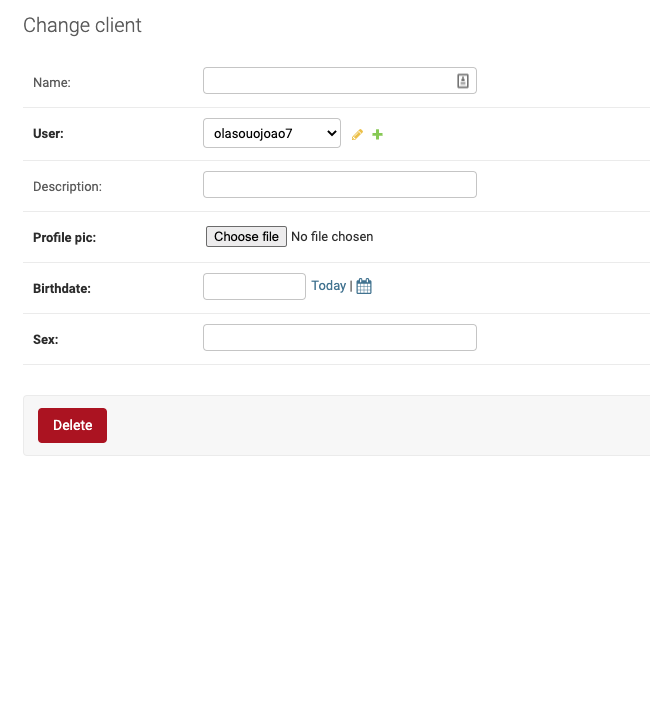 Change client
Name:
User: olasouojoao7
Description:
Profile pic: Choose file No file chosen
Birthdate: Today |
Sex:
Delete